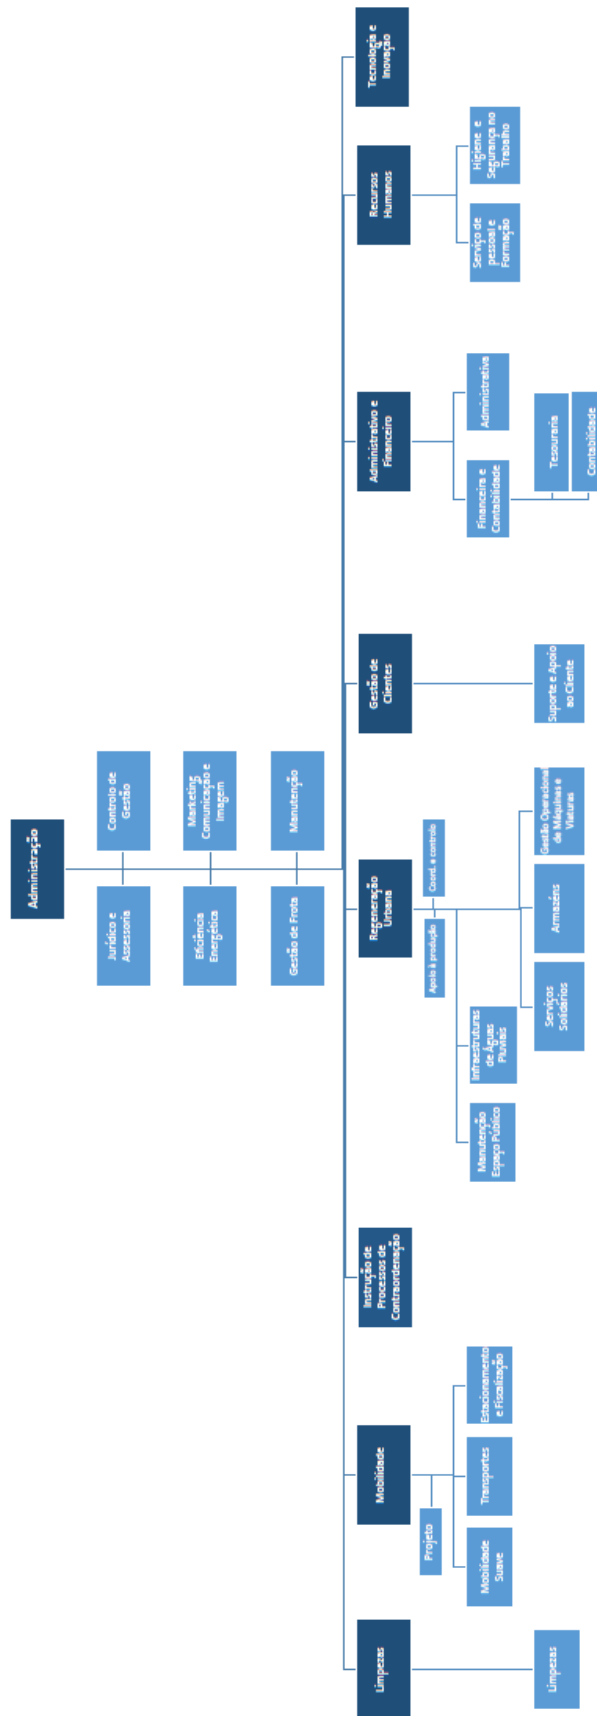 Administração
Jurídico e
Assessoria
Controlo de
Gestão
Eficiência
Energética
Marketing
Comunicação e
Imagem
Gestão de Frota
Manutenção
Limpezas
Limpezas
Mobilidade
Projeto
Mobilidade
Suave
Transportes
Estacionamento
e Fiscalização
Instrução de
Processos de
Contraordenação
Regeneração
Urbana
Apoio à produção
Coord. e controlo
Manutenção
Espaço Público
Infraestruturas
de Águas
Pluviais
Serviços
Solidários
Armazéns
Gestão Operacional
de Máquinas e
Viaturas
Gestão de
Clientes
Suporte e Apoio
ao Cliente
Administrativo e
Financeiro
Financeira e
Contabilidade
Administrativa
Tesouraria
Contabilidade
Recursos
Humanos
Serviço de
pessoal e
Formação
Higiene e
Segurança no
Trabalho
Tecnologia e
Inovação